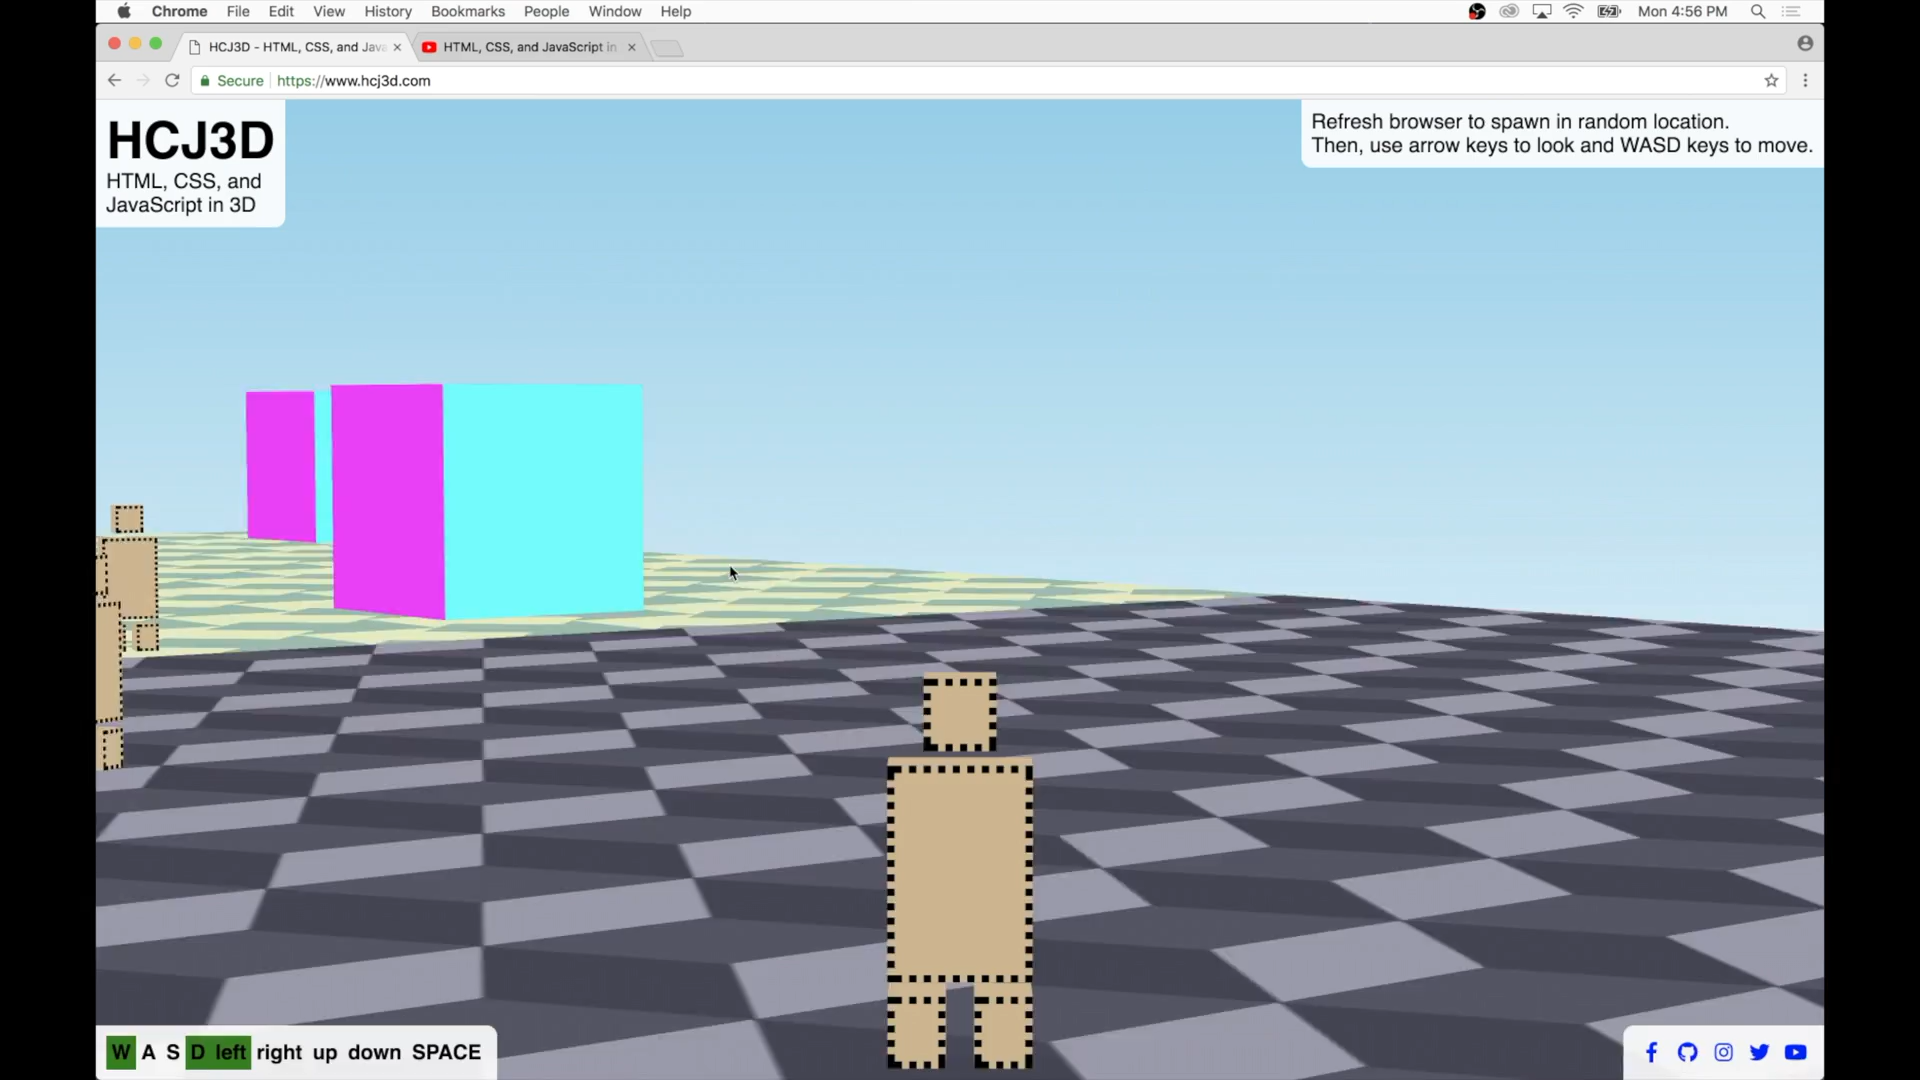 Chrome File Edit View History Bookmarks People Window Help
Mon 4:56 PM
HCJ3D - HTML, CSS, and Java
HTML, CSS, and JavaScript in
Secure https://www.hcj3d.com
HCJ3D
HTML, CSS, and
JavaScript in 3D
Refresh browser to spawn in random location.
Then, use arrow keys to look and WASD keys to move.
W A S D left right up down SPACE